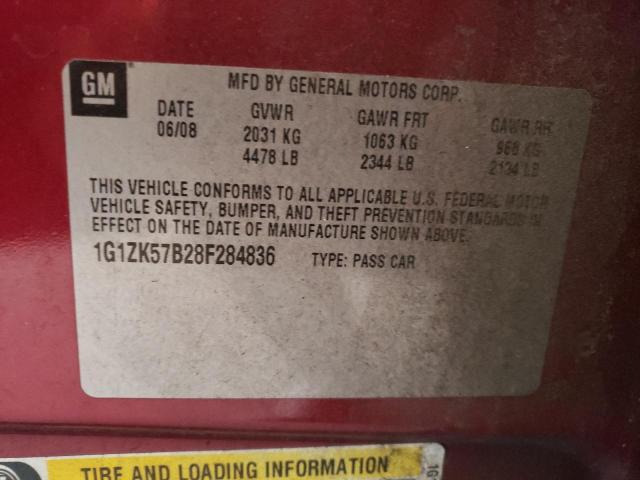 GM
MFD BY GENERAL MOTORS CORP.
DATE GVWR GAWR FRT GAWR RR
06/08 2031 KG 1063 KG 968 KG
4478 LB 2344 LB 2134 LB
THIS VEHICLE CONFORMS TO ALL APPLICABLE U.S. FEDERAL MOTOR
VEHICLE SAFETY, BUMPER, AND THEFT PREVENTION STANDARDS IN
EFFECT ON THE DATE OF MANUFACTURE SHOWN ABOVE.
1G1ZK57B28F284836 TYPE: PASS CAR
TIRE AND LOADING INFORMATION